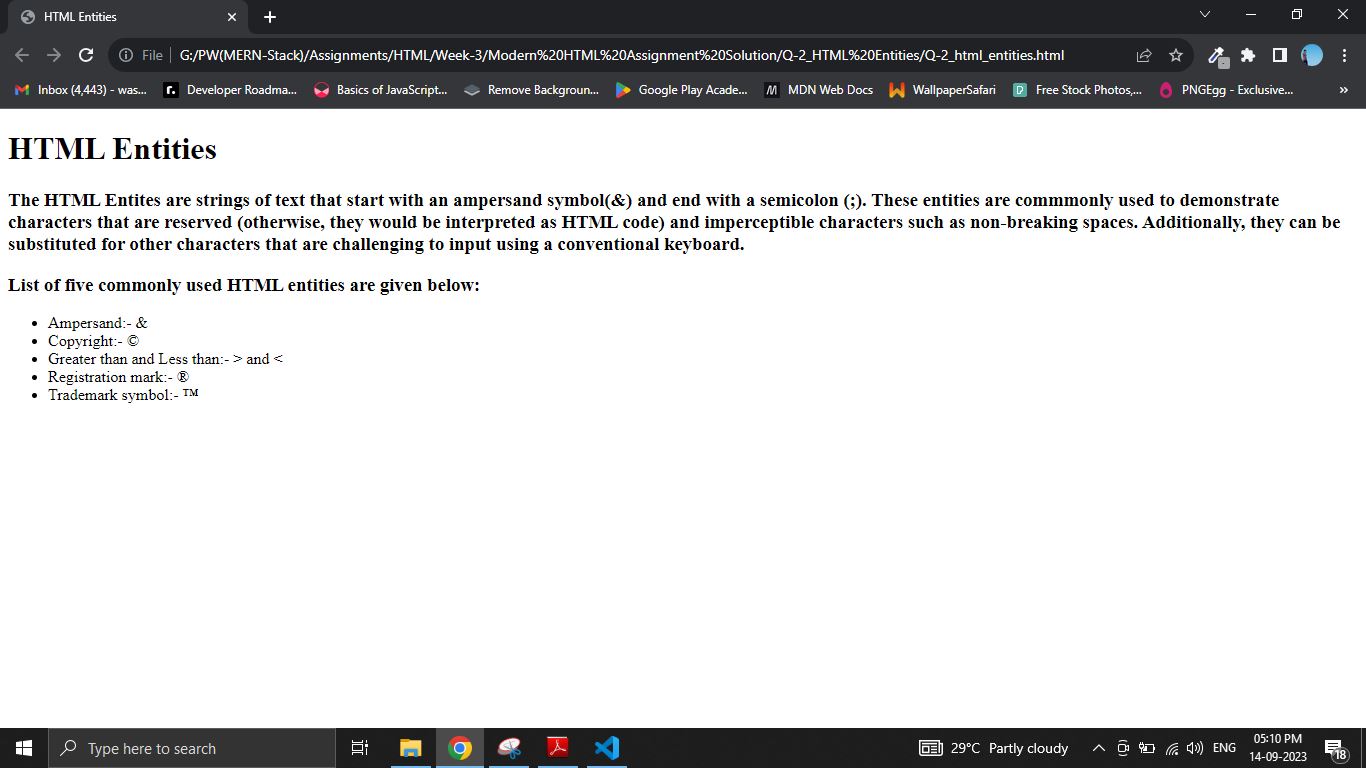 HTML Entities
File
G:/PW(MERN-Stack)/Assignments/HTML/Week-3/Modern%20HTML%20Assignment%20Solution/Q-2_HTML%20Entities/Q-2_html_entities.html
Inbox (4,443) - was... Developer Roadma... Basics of JavaScript... Remove Backgroun... Google Play Acade... MDN Web Docs WallpaperSafari Free Stock Photos,... PNGEgg - Exclusive... »
HTML Entities
The HTML Entites are strings of text that start with an ampersand symbol(&) and end with a semicolon (;). These entities are commmonly used to demonstrate
characters that are reserved (otherwise, they would be interpreted as HTML code) and imperceptible characters such as non-breaking spaces. Additionally, they can be
substituted for other characters that are challenging to input using a conventional keyboard.
List of five commonly used HTML entities are given below:
• Ampersand:- &
• Copyright:- ©
• Greater than and Less than:- > and <
• Registration mark:- ®
• Trademark symbol:- ™
Type here to search
29°C Partly cloudy
ENG
05:10 PM
14-09-2023
18